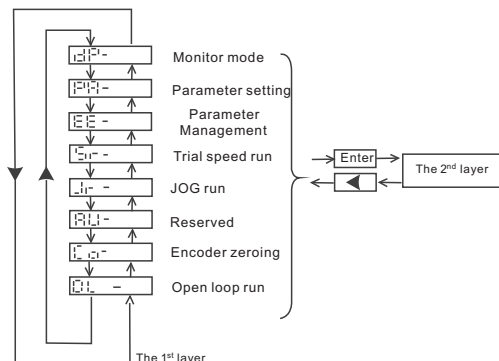 dP-
Monitor mode
PA-
Parameter setting
EE-
Parameter
Management
Sr-
Trial speed run
Jr-
JOG run
AU-
Reserved
Co-
Encoder zeroing
OL -
Open loop run
Enter
The 2nd layer
The 1st layer